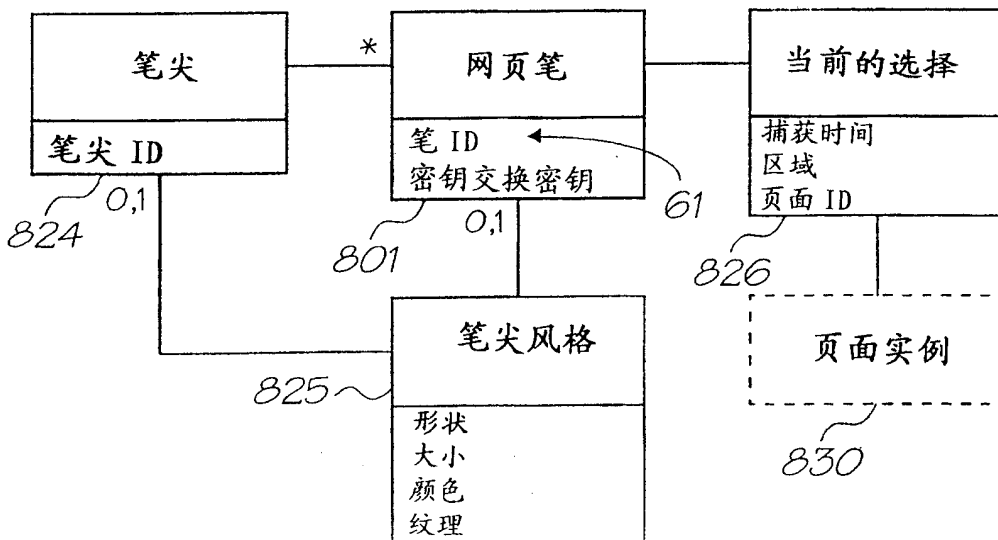 笔尖
笔尖 ID
824
0,1
*
网页笔
笔 ID
密钥交换密钥
801
0,1
61
当前的选择
捕获时间
区域
页面 ID
826
笔尖风格
825
形状
大小
颜色
纹理
页面实例
830